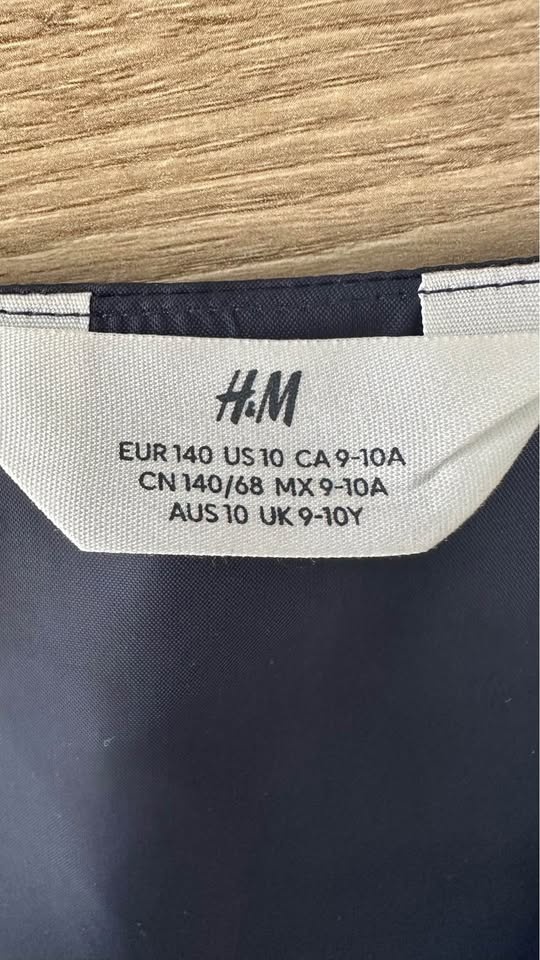 H&M
EUR 140 US 10 CA 9-10A
CN 140/68 MX 9-10A
AUS 10 UK 9-10Y